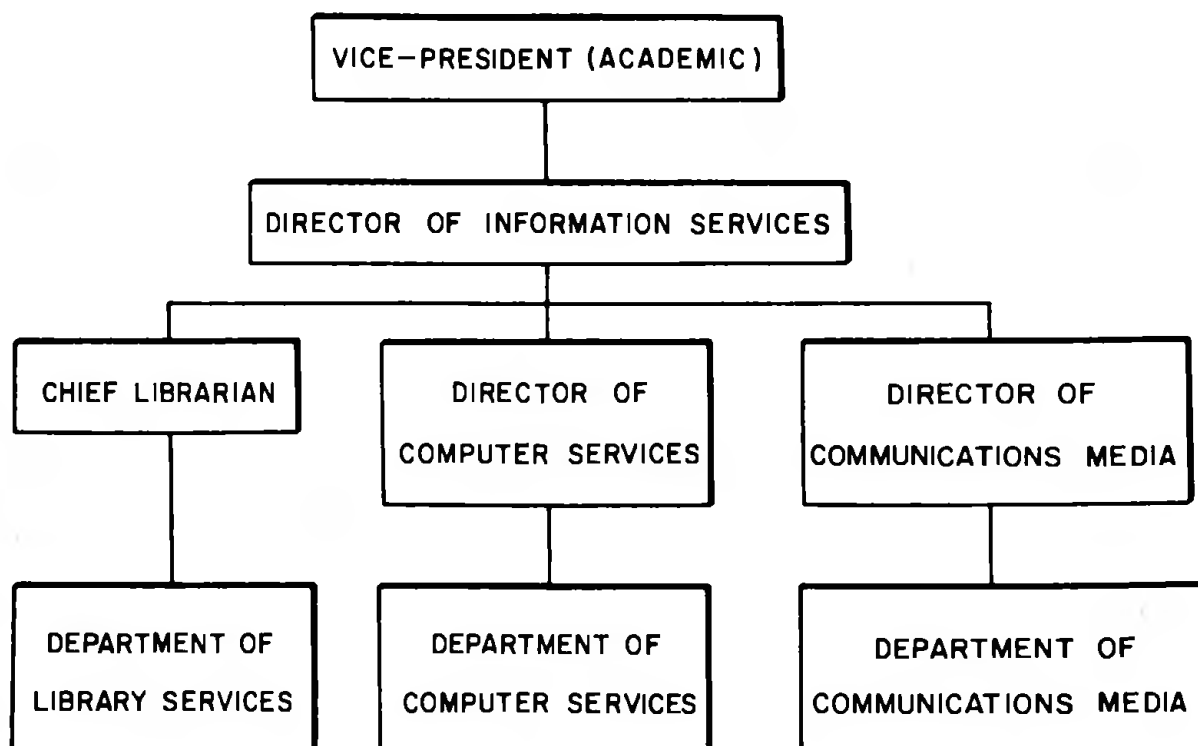 VICE-PRESIDENT (ACADEMIC)
DIRECTOR OF INFORMATION SERVICES
CHIEF LIBRARIAN
DIRECTOR OF
COMPUTER SERVICES
DIRECTOR OF
COMMUNICATIONS MEDIA
DEPARTMENT OF
LIBRARY SERVICES
DEPARTMENT OF
COMPUTER SERVICES
DEPARTMENT OF
COMMUNICATIONS MEDIA